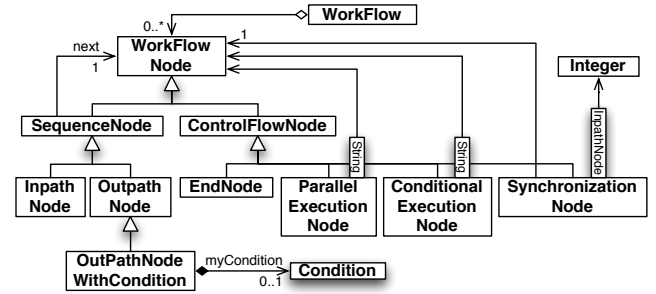 WorkFlow
0..*
WorkFlow
Node
1
next
1
Integer
SequenceNode
ControlFlowNode
String
String
InpathNode
Inpath
Node
Outpath
Node
EndNode
Parallel
Execution
Node
Conditional
Execution
Node
Synchronization
Node
OutPathNode
WithCondition
myCondition
0..1
Condition